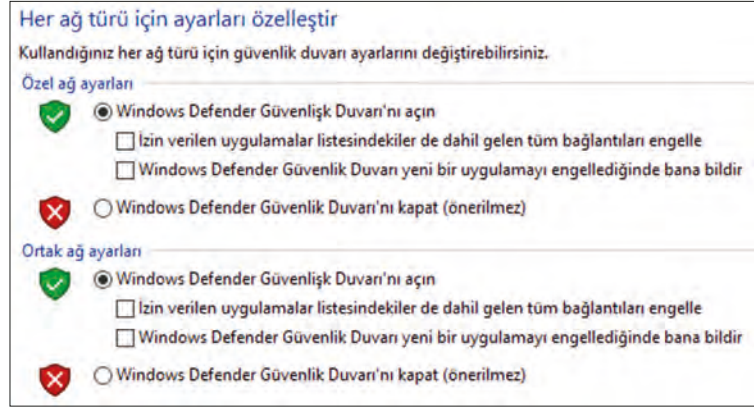 Her ağ türü için ayarları özelleştir
Kullandığınız her ağ türü için güvenlik duvarı ayarlarını değiştirebilirsiniz.
Özel ağ ayarları
Windows Defender Güvenlişk Duvarı'nı açın
İzin verilen uygulamalar listesindekiler de dahil gelen tüm bağlantıları engelle
Windows Defender Güvenlik Duvarı yeni bir uygulamayı engellediğinde bana bildir
Windows Defender Güvenlik Duvarı'nı kapat (önerilmez)
Ortak ağ ayarları
Windows Defender Güvenlişk Duvarı'nı açın
İzin verilen uygulamalar listesindekiler de dahil gelen tüm bağlantıları engelle
Windows Defender Güvenlik Duvarı yeni bir uygulamayı engellediğinde bana bildir
Windows Defender Güvenlik Duvarı'nı kapat (önerilmez)